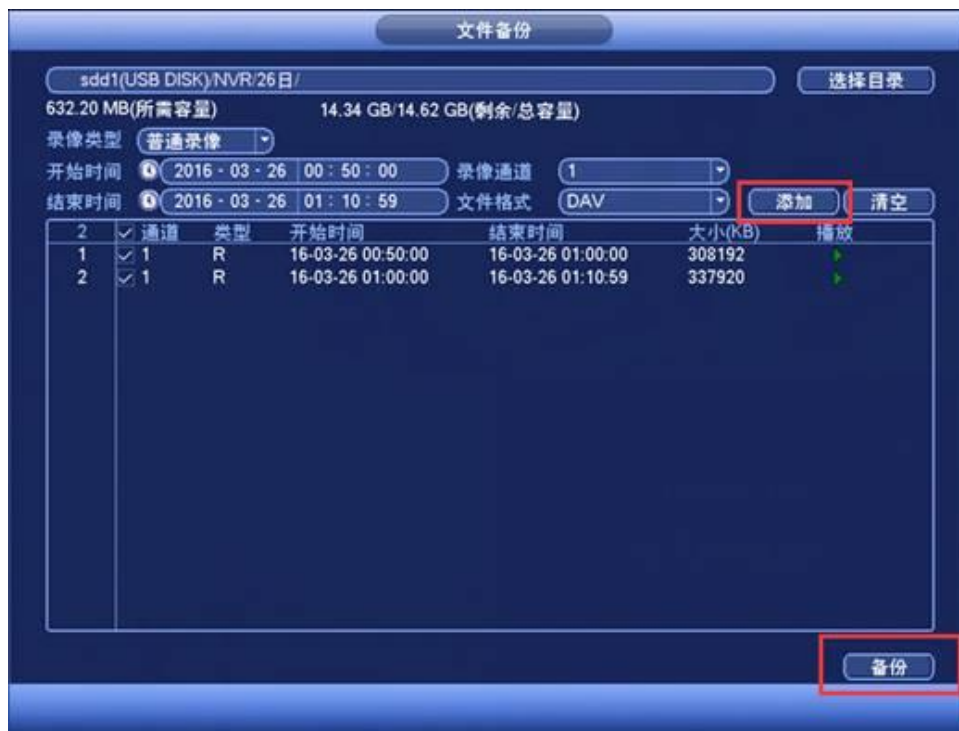 文件备份
sdd1(USB DISK)/NVR/26日/ 选择目录
632.20 MB(所需容量) 14.34 GB/14.62 GB(剩余/总容量)
录像类型 普通录像
开始时间 2016 - 03 - 26 00 : 50 : 00 录像通道 1
结束时间 2016 - 03 - 26 01 : 10 : 59 文件格式 DAV 添加 清空
2 通道 类型 开始时间 结束时间 大小(KB) 播放
1 1 R 16-03-26 00:50:00 16-03-26 01:00:00 308192
2 1 R 16-03-26 01:00:00 16-03-26 01:10:59 337920
备份